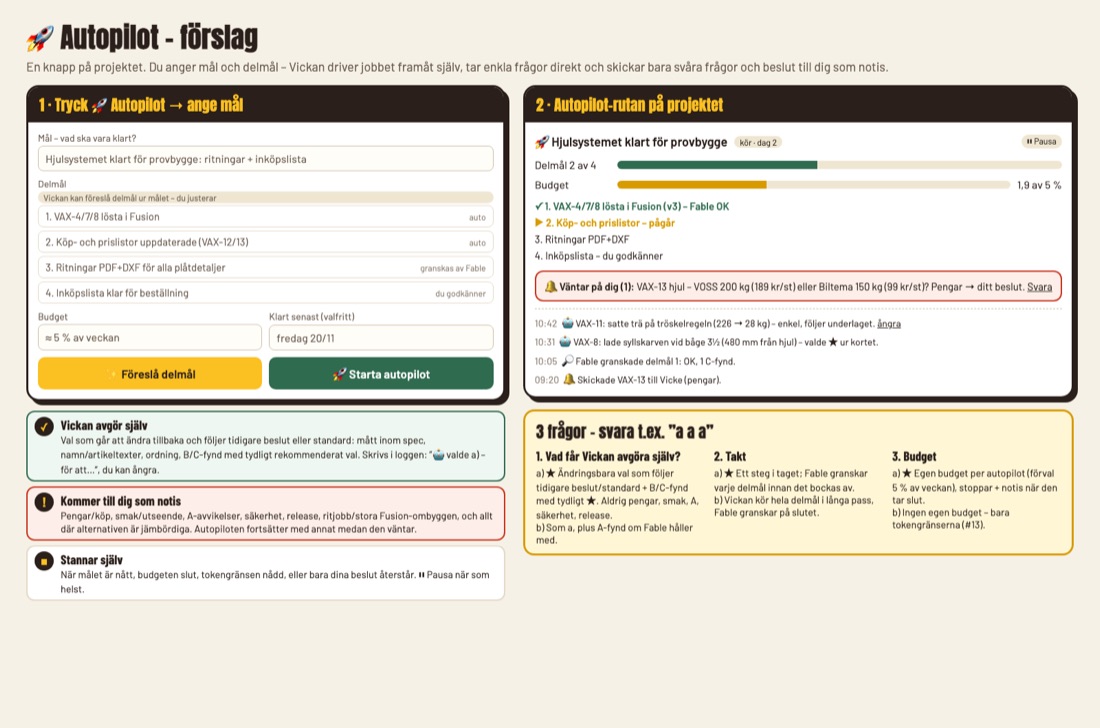 🚀 Autopilot - förslag
En knapp på projektet. Du anger mål och delmål – Vickan driver jobbet framåt själv, tar enkla frågor direkt och skickar bara svåra frågor och beslut till dig som notis.
1 · Tryck 🚀 Autopilot → ange mål
Mål – vad ska vara klart?
Hjulsystemet klart för provbygge: ritningar + inköpslista
Delmål
Vickan kan föreslå delmål ur målet – du justerar
1. VAX-4/7/8 lösta i Fusion
auto
2. Köp- och prislistor uppdaterade (VAX-12/13)
auto
3. Ritningar PDF+DXF för alla plåtdetaljer
granskas av Fable
4. Inköpslista klar för beställning
du godkänner
Budget
Klart senast (valfritt)
≈ 5 % av veckan
fredag 20/11
✨ Föreslå delmål
🚀 Starta autopilot
✓ Vickan avgör själv
Val som går att ändra tillbaka och följer tidigare beslut eller standard: mått inom spec,
namn/artikeltexter, ordning, B/C-fynd med tydligt rekommenderat val. Skrivs i loggen: "🤖 valde a) –
för att…", du kan ångra.
! Kommer till dig som notis
Pengar/köp, smak/utseende, A-avvikelser, säkerhet, release, ritjobb/stora Fusion-ombyggen, och allt
där alternativen är jämbördiga. Autopiloten fortsätter med annat medan den väntar.
■ Stannar själv
När målet är nått, budgeten slut, tokengränsen nådd, eller bara dina beslut återstår. ⏸ Pausa när som
helst.
2 · Autopilot-rutan på projektet
🚀 Hjulsystemet klart för provbygge
kör · dag 2
⏸ Pausa
Delmål 2 av 4
Budget
1,9 av 5 %
✓ 1. VAX-4/7/8 lösta i Fusion (v3) – Fable OK
▶ 2. Köp- och prislistor – pågår
3. Ritningar PDF+DXF
4. Inköpslista – du godkänner
🔔 Väntar på dig (1): VAX-13 hjul – VOSS 200 kg (189 kr/st) eller Biltema 150 kg (99 kr/st)? Pengar → ditt beslut. Svara
10:42 🤖 VAX-11: satte trä på tröskelregeln (226 → 28 kg) – enkel, följer underlaget. ångra
10:31 🤖 VAX-8: lade syllskarven vid båge 3½ (480 mm från hjul) – valde ★ ur kortet.
10:05 🔎 Fable granskade delmål 1: OK, 1 C-fynd.
09:20 🔔 Skickade VAX-13 till Vicke (pengar).
3 frågor - svara t.ex. "a a a"
1. Vad får Vickan avgöra själv?
a) ★ Ändringsbara val som följer
tidigare beslut/standard + B/C-fynd
med tydligt ★. Aldrig pengar, smak, A,
säkerhet, release.
b) Som a, plus A-fynd om Fable håller
med.
2. Takt
a) ★ Ett steg i taget; Fable granskar
varje delmål innan det bockas av.
b) Vickan kör hela delmål i långa pass,
Fable granskar på slutet.
3. Budget
a) ★ Egen budget per autopilot (förval
5 % av veckan), stoppar + notis när den
tar slut.
b) Ingen egen budget – bara
tokengränserna (#13).